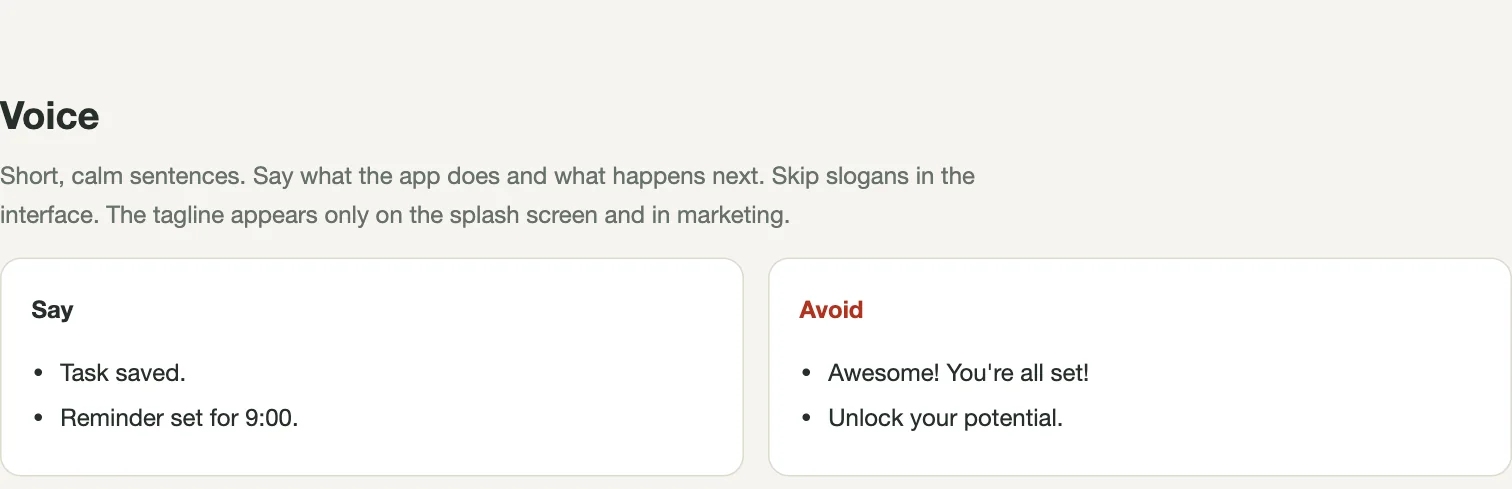 Voice
Short, calm sentences. Say what the app does and what happens next. Skip slogans in the
interface. The tagline appears only on the splash screen and in marketing.
Say
• Task saved.
• Reminder set for 9:00.
Avoid
• Awesome! You're all set!
• Unlock your potential.